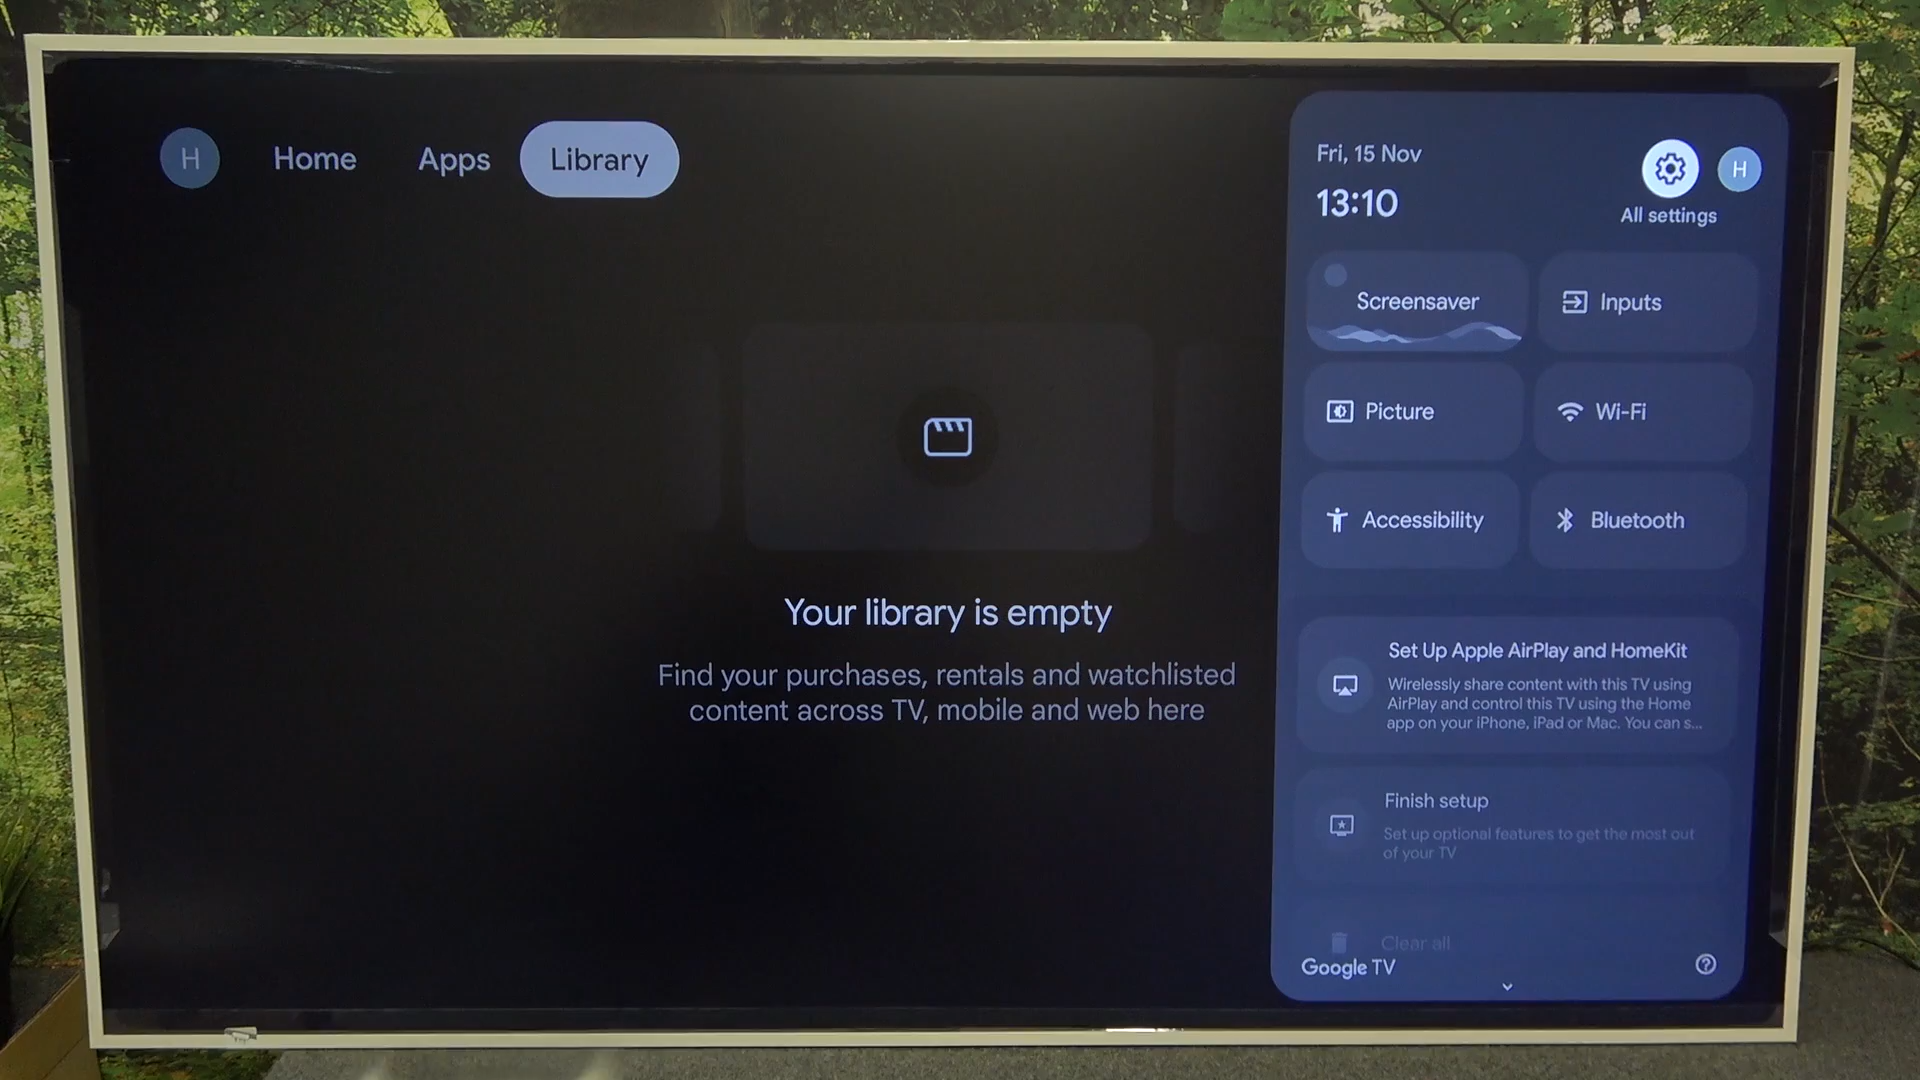 H
Home
Apps
Library
Your library is empty
Find your purchases, rentals and watchlisted
content across TV, mobile and web here
Fri, 15 Nov
13:10
H
All settings
Screensaver
Inputs
Picture
Wi-Fi
Accessibility
Bluetooth
Set Up Apple AirPlay and HomeKit
Wirelessly share content with this TV using
AirPlay and control this TV using the Home
app on your iPhone, iPad or Mac. You can s...
Finish setup
Set up optional features to get the most out
of your TV
Clear all
Google TV